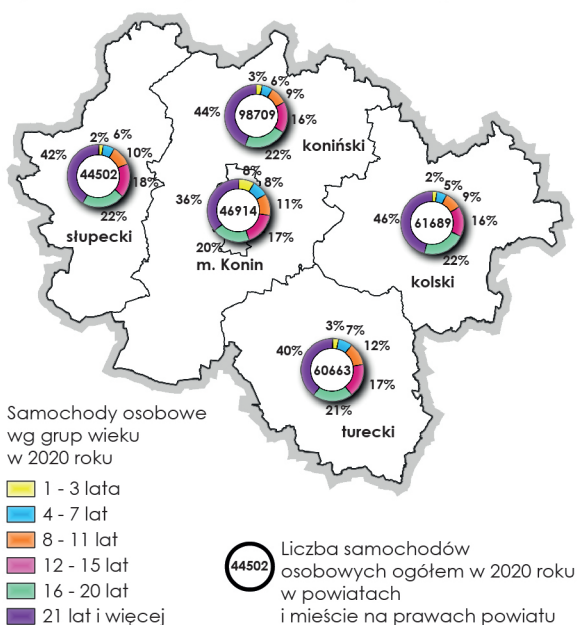 3% 6%
9%
44%
98709
16%
22%
koniński
2% 6%
42%
10%
44502
18%
22%
słupecki
8%
8%
36%
11%
46914
17%
20%
m. Konin
2%
5%
9%
46%
61689
16%
22%
kolski
3% 7%
40%
12%
60663
17%
21%
turecki
Samochody osobowe
wg grup wieku
w 2020 roku
1 - 3 lata
4 - 7 lat
8 - 11 lat
12 - 15 lat
16 - 20 lat
21 lat i więcej
44502
Liczba samochodów
osobowych ogółem w 2020 roku
w powiatach
i mieście na prawach powiatu